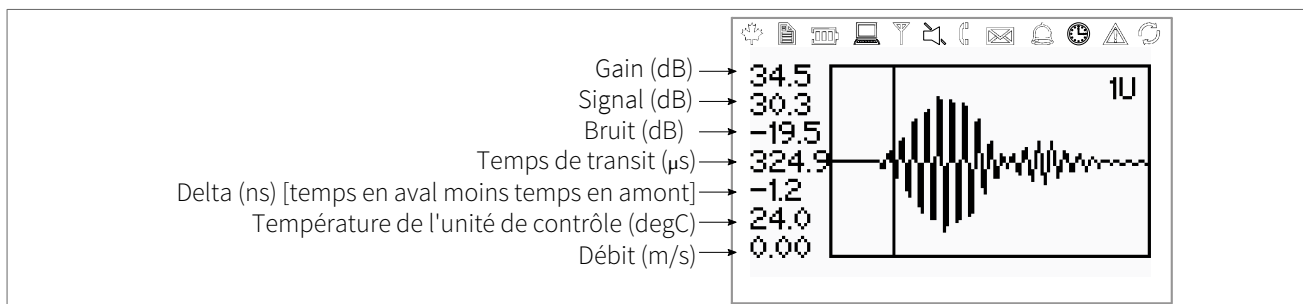 Gain (dB) 34.5
Signal (dB) 30.3
Bruit (dB) -19.5
Temps de transit (µs) 324.9
Delta (ns) [temps en aval moins temps en amont] -1.2
Température de l'unité de contrôle (degC) 24.0
Débit (m/s) 0.00
1U